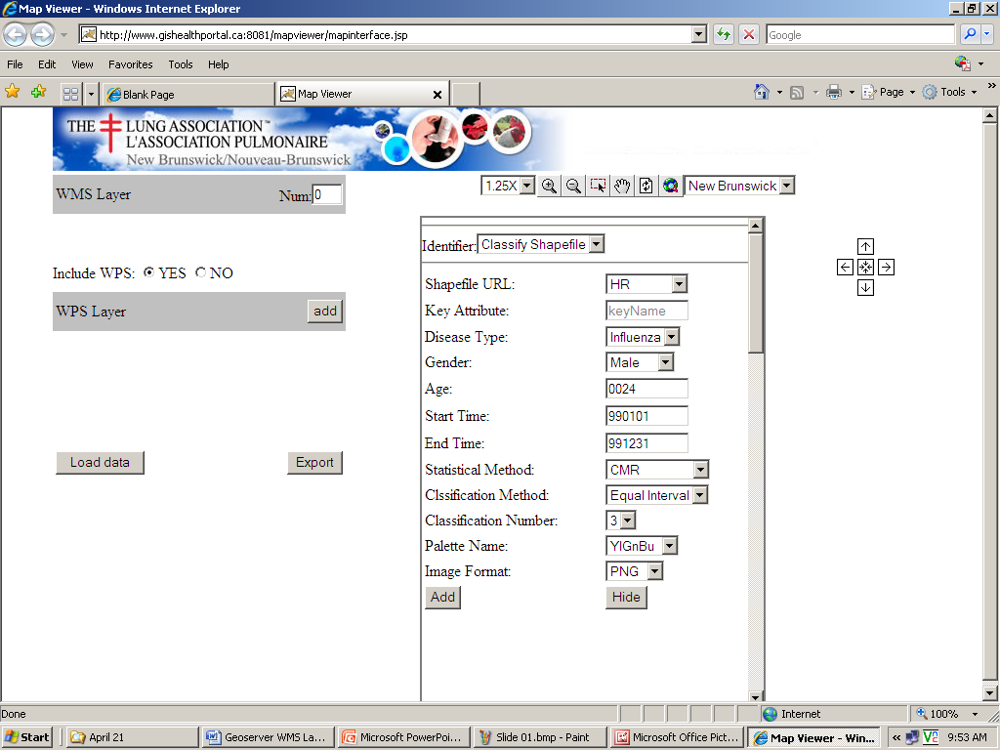 Map Viewer - Windows Internet Explorer
http://www.gishealthportal.ca:8081/mapviewer/mapinterface.jsp
Google
File Edit View Favorites Tools Help
Blank Page
Map Viewer
Page
Tools
THE LUNG ASSOCIATION™
L'ASSOCIATION PULMONAIRE
New Brunswick/Nouveau-Brunswick
WMS Layer Num: 0
1.25X New Brunswick
Identifier: Classify Shapefile
Include WPS: YES NO
WPS Layer add
Load data Export
Shapefile URL: HR
Key Attribute: keyName
Disease Type: Influenza
Gender: Male
Age: 0024
Start Time: 990101
End Time: 991231
Statistical Method: CMR
Clssification Method: Equal Interval
Classification Number: 3
Palette Name: YlGnBu
Image Format: PNG
Add Hide
Done Internet 100%
Start April 21 Geoserver WMS La... Microsoft PowerPoi... Slide 01.bmp - Paint Microsoft Office Pict... Map Viewer - Win... « 9:53 AM